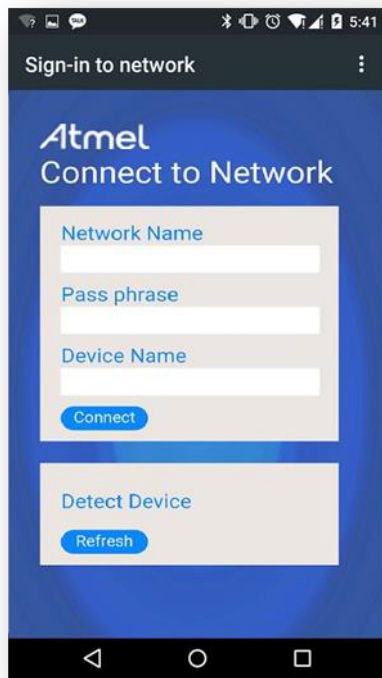 5:41
Sign-in to network
Atmel
Connect to Network
Network Name
Pass phrase
Device Name
Connect
Detect Device
Refresh